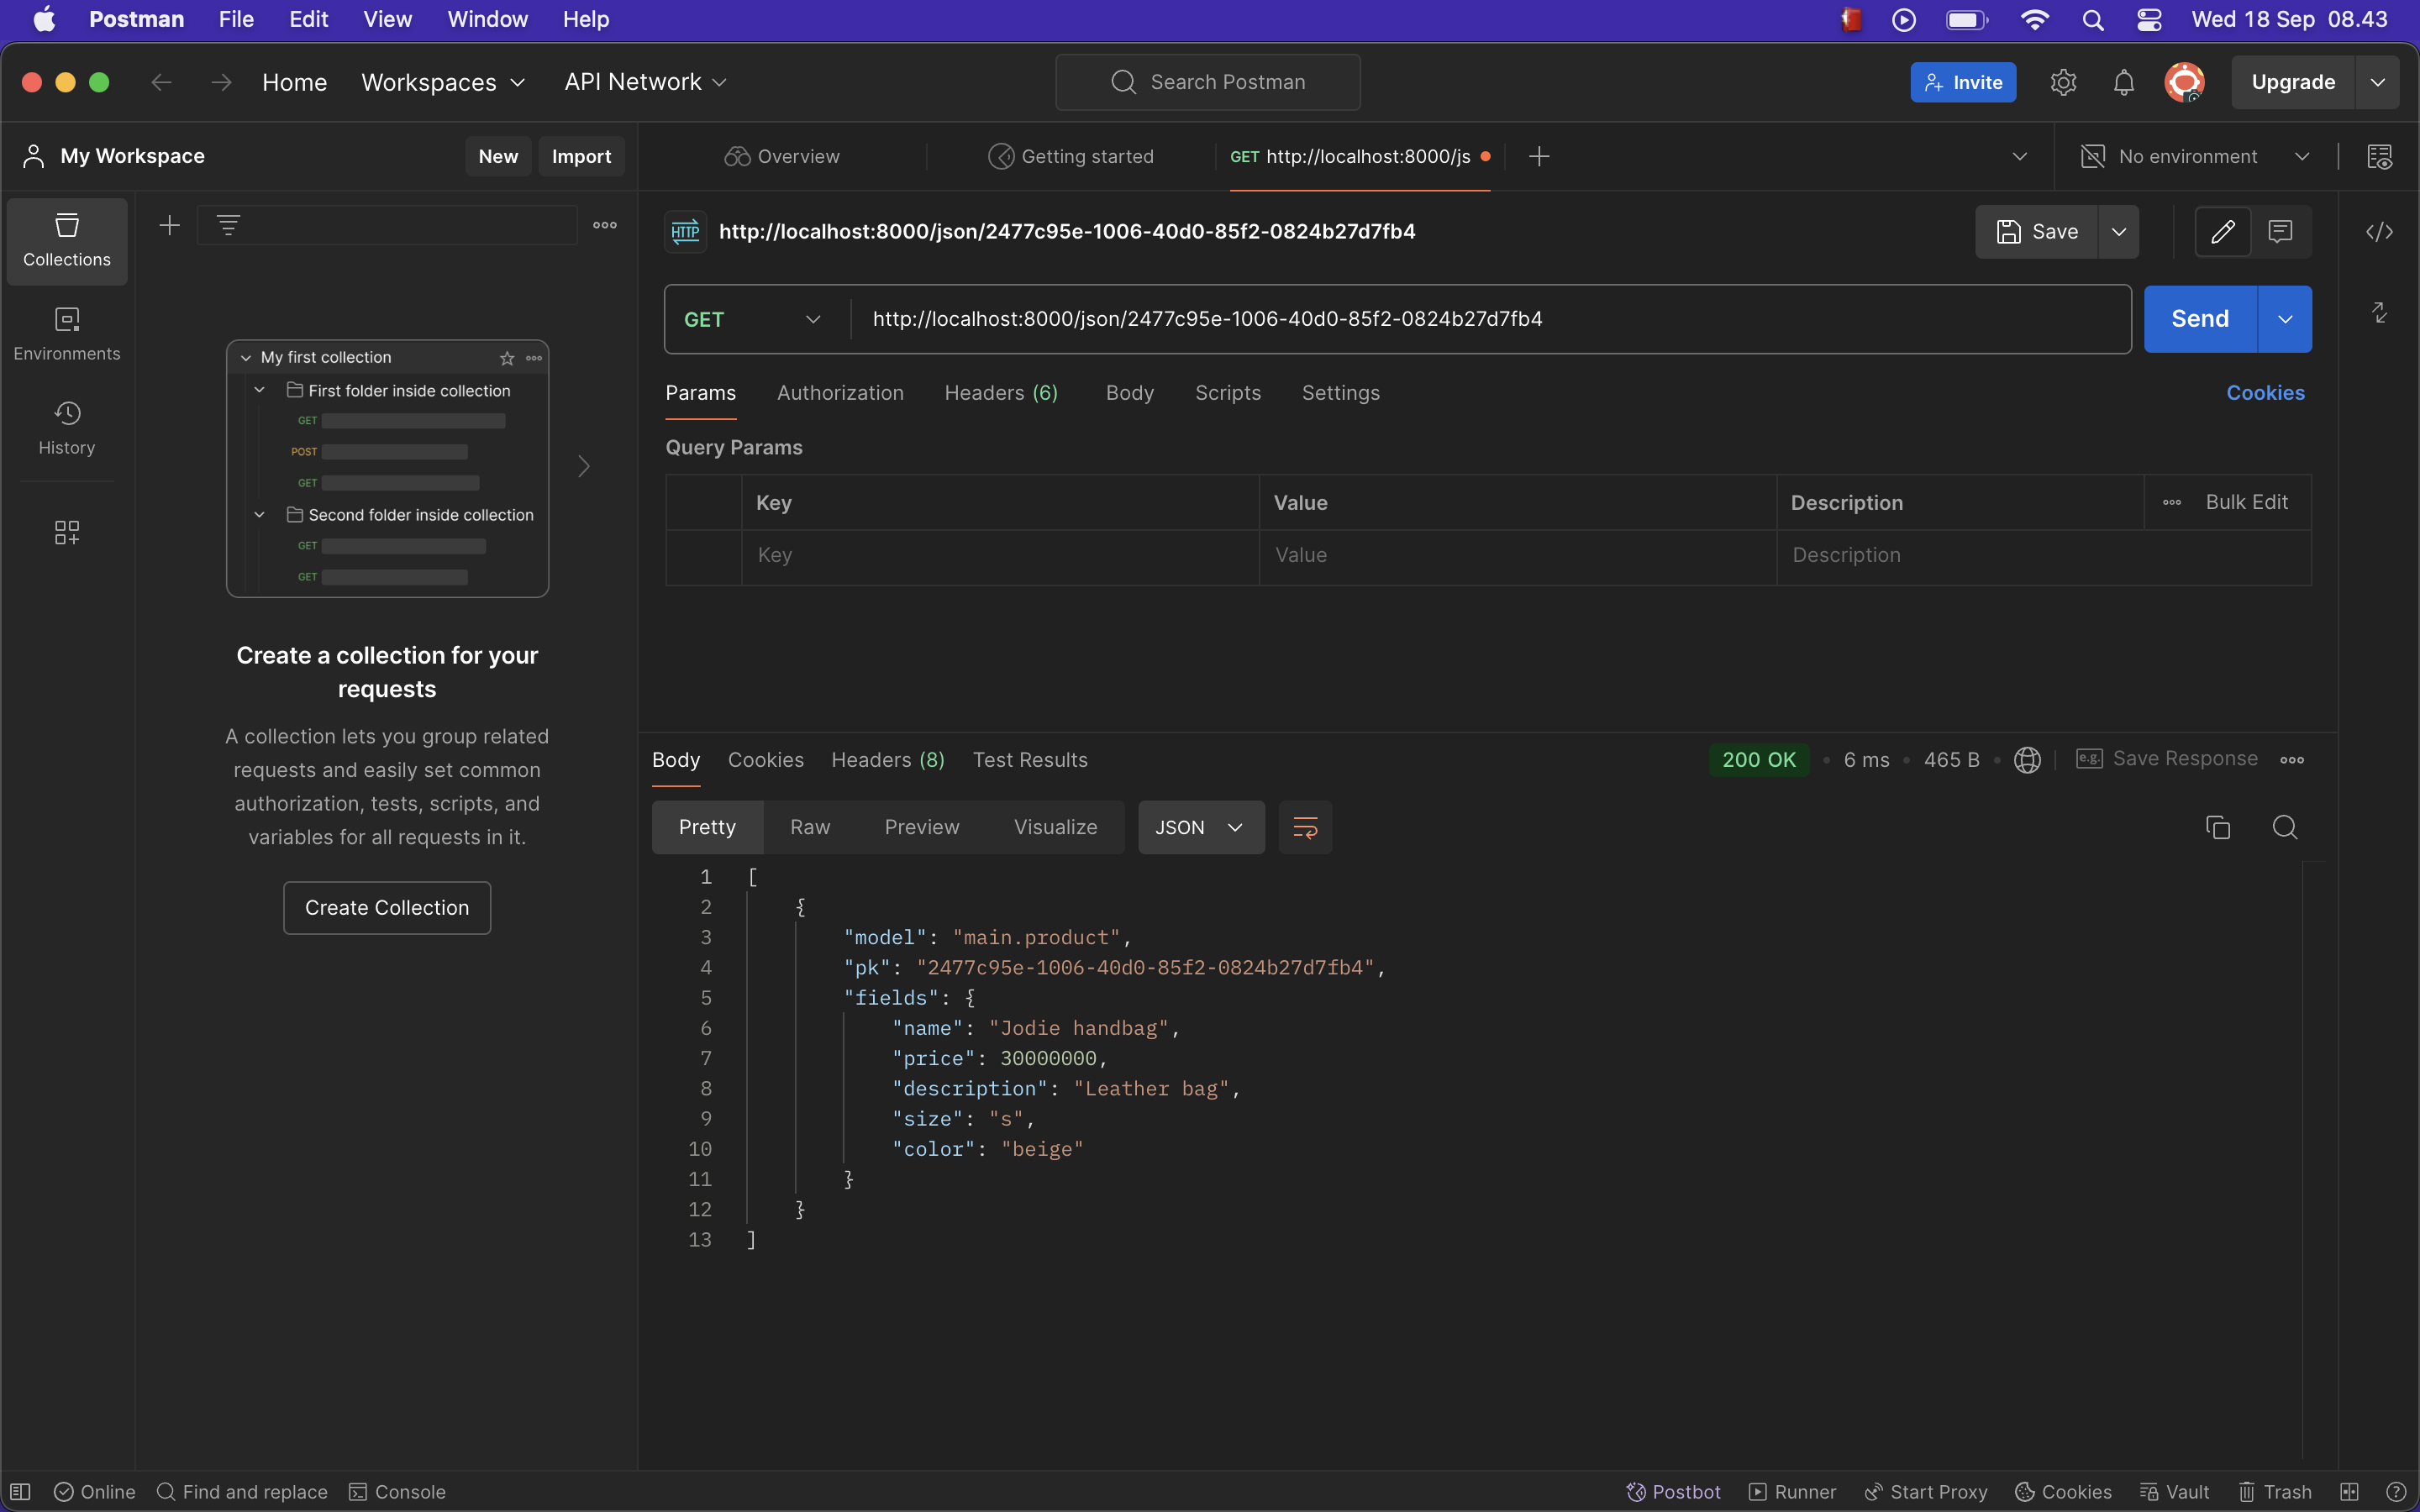 Postman File Edit View Window Help Wed 18 Sep 08.43
Home Workspaces API Network Search Postman Invite Upgrade
My Workspace New Import Overview Getting started GET http://localhost:8000/js No environment
Collections
Environments
History
My first collection
First folder inside collection
GET
POST
GET
Second folder inside collection
GET
GET
Create a collection for your
requests
A collection lets you group related
requests and easily set common
authorization, tests, scripts, and
variables for all requests in it.
Create Collection
HTTP http://localhost:8000/json/2477c95e-1006-40d0-85f2-0824b27d7fb4 Save
GET http://localhost:8000/json/2477c95e-1006-40d0-85f2-0824b27d7fb4 Send
Params Authorization Headers (6) Body Scripts Settings Cookies
Query Params
Key Value Description Bulk Edit
Key Value Description
Body Cookies Headers (8) Test Results 200 OK 6 ms 465 B e.g. Save Response
Pretty Raw Preview Visualize JSON
1 [
2 {
3 "model": "main.product",
4 "pk": "2477c95e-1006-40d0-85f2-0824b27d7fb4",
5 "fields": {
6 "name": "Jodie handbag",
7 "price": 30000000,
8 "description": "Leather bag",
9 "size": "s",
10 "color": "beige"
11 }
12 }
13 ]
Online Find and replace Console Postbot Runner Start Proxy Cookies Vault Trash